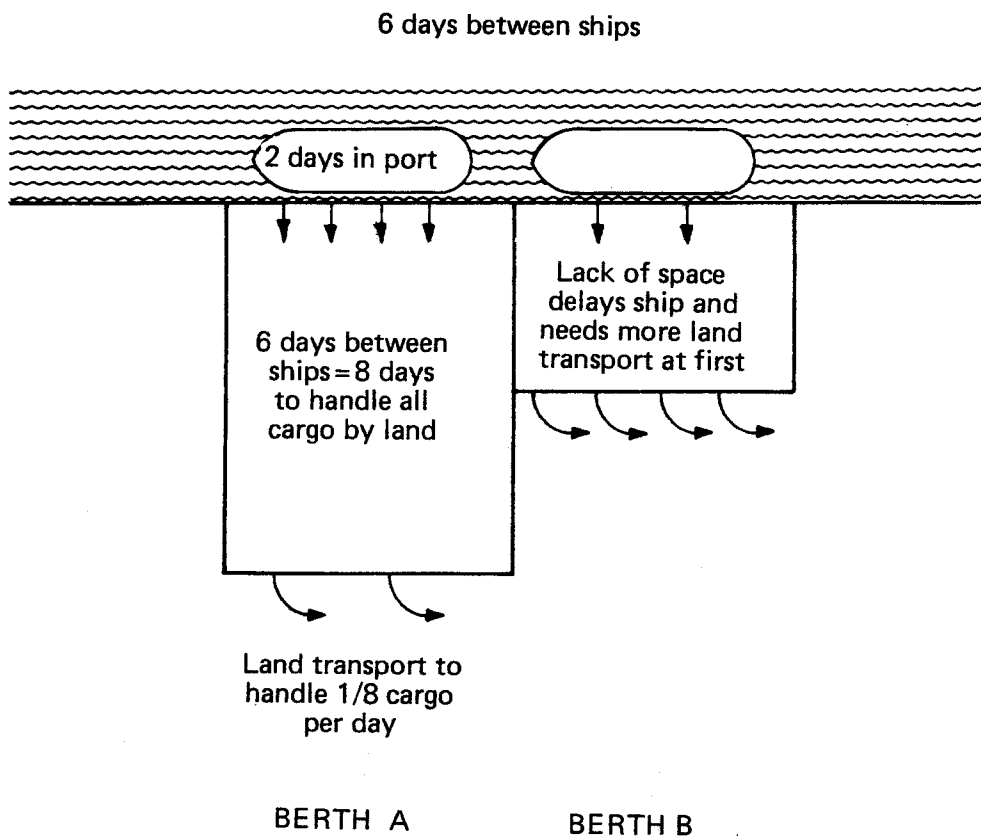 6 days between ships
2 days in port
Lack of space
delays ship and
needs more land
transport at first
6 days between
ships=8 days
to handle all
cargo by land
Land transport to
handle 1/8 cargo
per day
BERTH A
BERTH B